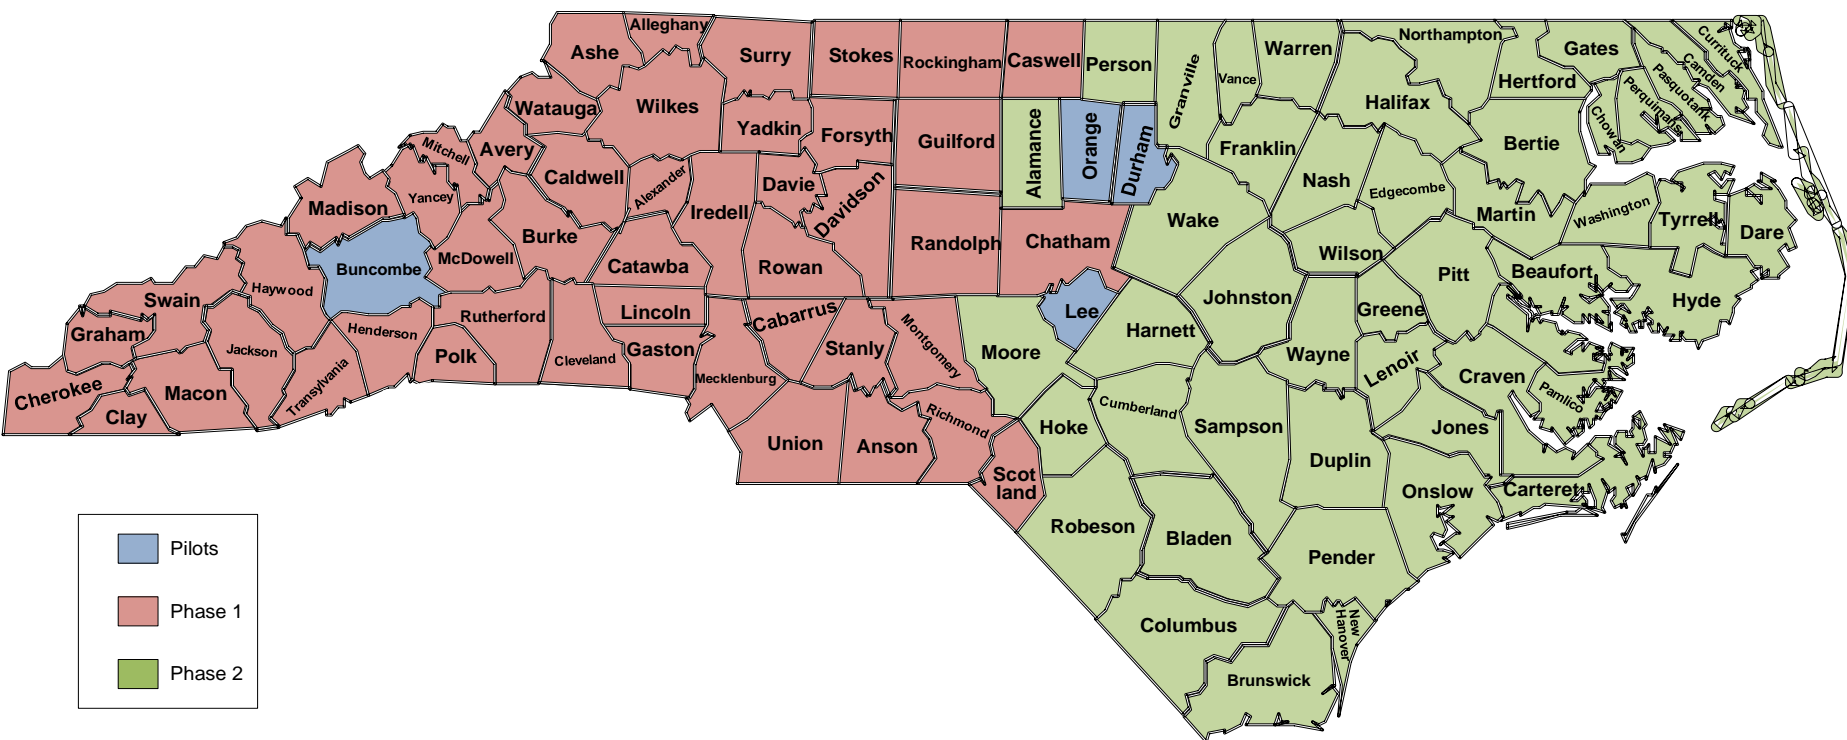 Alleghany
Ashe
Surry
Stokes
Rockingham
Caswell
Person
Granville
Vance
Warren
Northampton
Gates
Currituck
Camden
Pasquotank
Perquimans
Chowan
Hertford
Halifax
Bertie
Watauga
Wilkes
Yadkin
Forsyth
Guilford
Alamance
Orange
Durham
Franklin
Nash
Edgecombe
Martin
Washington
Tyrrell
Dare
Mitchell
Avery
Yancey
Caldwell
Alexander
Iredell
Davie
Davidson
Randolph
Chatham
Wake
Wilson
Pitt
Beaufort
Hyde
Madison
Buncombe
McDowell
Burke
Catawba
Rowan
Johnston
Greene
Swain
Haywood
Graham
Jackson
Henderson
Rutherford
Polk
Cleveland
Lincoln
Gaston
Cabarrus
Mecklenburg
Stanly
Montgomery
Moore
Lee
Harnett
Wayne
Lenoir
Craven
Pamlico
Cherokee
Clay
Macon
Transylvania
Union
Anson
Richmond
Scot
land
Hoke
Cumberland
Sampson
Duplin
Jones
Onslow
Carteret
Robeson
Bladen
Pender
Columbus
New
Hanover
Brunswick
Pilots
Phase 1
Phase 2